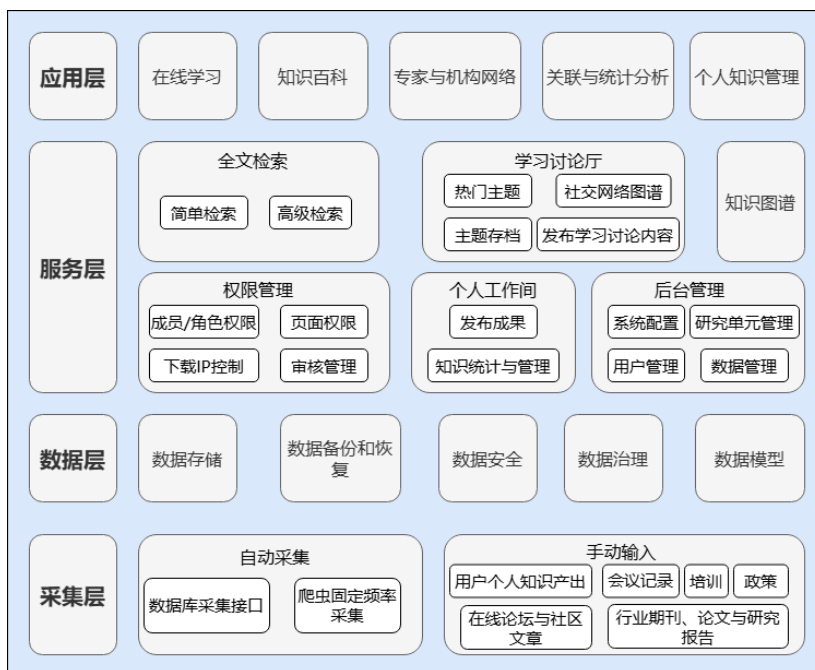 应用层
在线学习
知识百科
专家与机构网络
关联与统计分析
个人知识管理
服务层
全文检索
简单检索
高级检索
学习讨论厅
热门主题
社交网络图谱
主题存档
发布学习讨论内容
知识图谱
权限管理
成员/角色权限
页面权限
下载IP控制
审核管理
个人工作间
发布成果
知识统计与管理
后台管理
系统配置
研究单元管理
用户管理
数据管理
数据层
数据存储
数据备份和恢
复
数据安全
数据治理
数据模型
采集层
自动采集
数据库采集接口
爬虫固定频率
采集
手动输入
用户个人知识产出
会议记录
培训
政策
在线论坛与社区
文章
行业期刊、论文与研究
报告